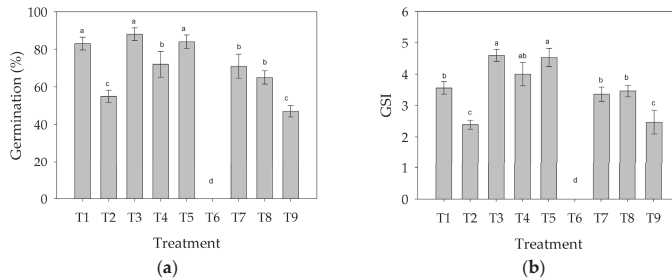 100
80
60
40
20
0
Germination (%)
a
c
a
b
a
d
b
b
c
T1 T2 T3 T4 T5 T6 T7 T8 T9
Treatment
(a)
6
5
4
3
2
1
0
GSI
b
c
a
ab
a
d
b
b
c
T1 T2 T3 T4 T5 T6 T7 T8 T9
Treatment
(b)